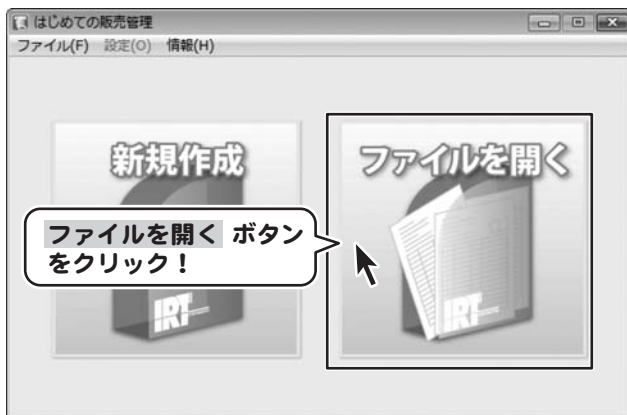 はじめての販売管理
ファイル(F) 設定(O) 情報(H)
新規作成
ファイルを開く
ファイルを開く ボタン
をクリック！
IRT
IRT